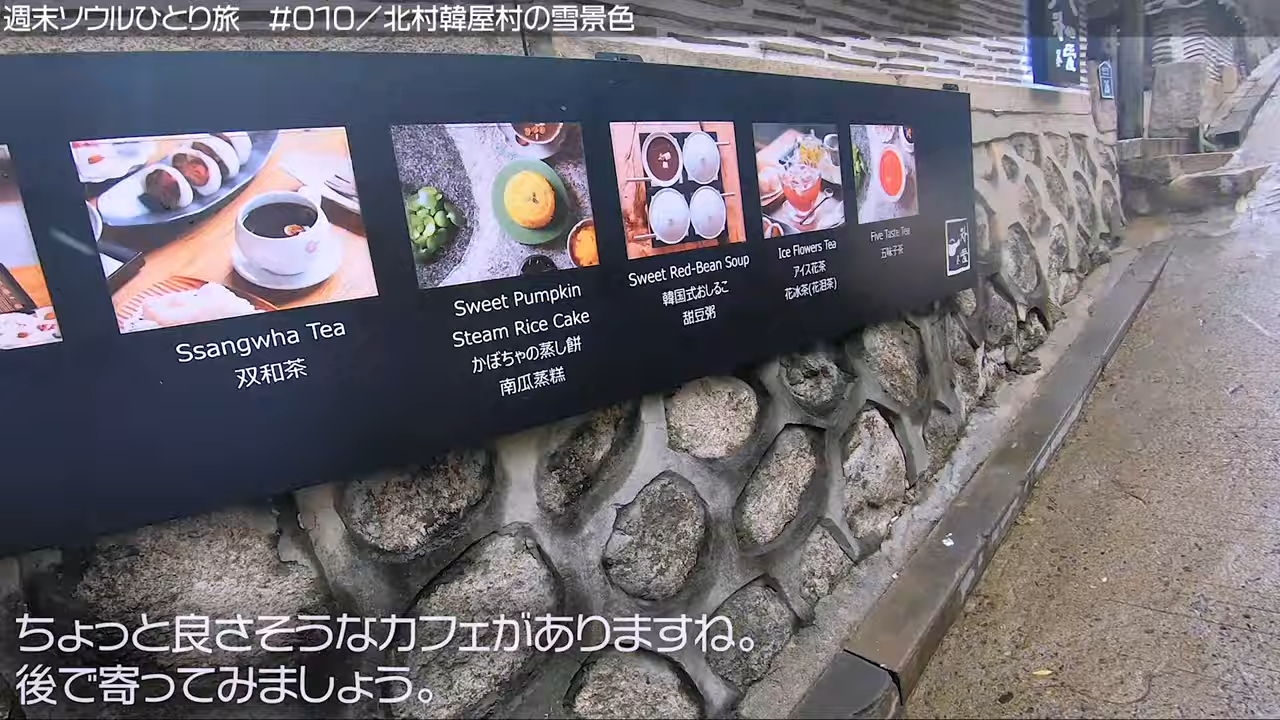 週末ソウルひとり旅　#010／北村韓屋村の雪景色
Ssangwha Tea
双和茶
Sweet Pumpkin
Steam Rice Cake
かぼちゃの蒸し餅
南瓜蒸糕
Sweet Red-Bean Soup
韓国式おしるこ
甜豆粥
Ice Flowers Tea
アイス花茶
花冰茶(花沮茶)
Five Taste Tea
五味子茶
ちょっと良さそうなカフェがありますね。
後で寄ってみましょう。